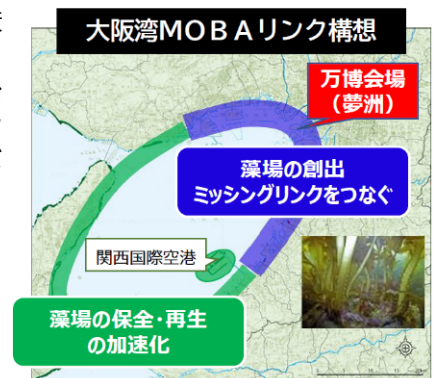 大阪湾MOBAリンク構想
万博会場
（夢洲）
藻場の創出
ミッシングリンクをつなぐ
関西国際空港
藻場の保全・再生
の加速化